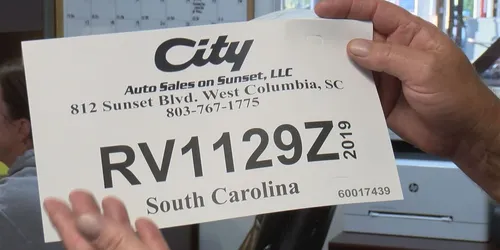 City
Auto Sales on Sunset, LLC
812 Sunset Blvd. West Columbia, SC
803-767-1775
RV1129Z 2019
South Carolina 60017439